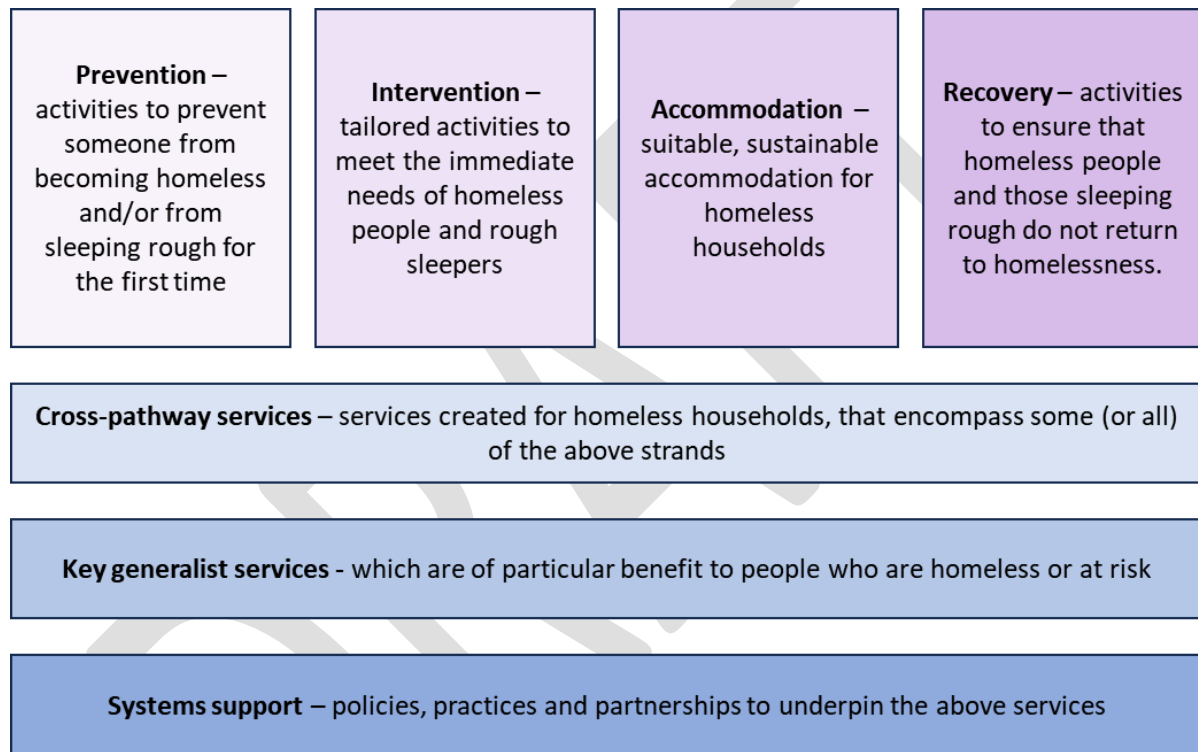 Prevention –
activities to prevent
someone from
becoming homeless
and/or from
sleeping rough for
the first time
Intervention –
tailored activities to
meet the immediate
needs of homeless
people and rough
sleepers
Accommodation –
suitable, sustainable
accommodation for
homeless
households
Recovery – activities
to ensure that
homeless people
and those sleeping
rough do not return
to homelessness.
Cross-pathway services – services created for homeless households, that encompass some (or all)
of the above strands
Key generalist services - which are of particular benefit to people who are homeless or at risk
Systems support – policies, practices and partnerships to underpin the above services
DRAFT